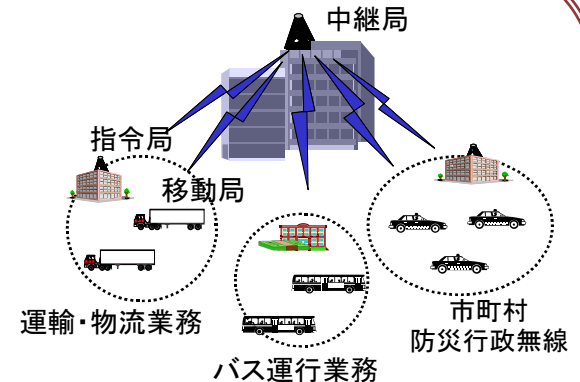 中継局
指令局
移動局
運輸・物流業務
バス運行業務
市町村
防災行政無線